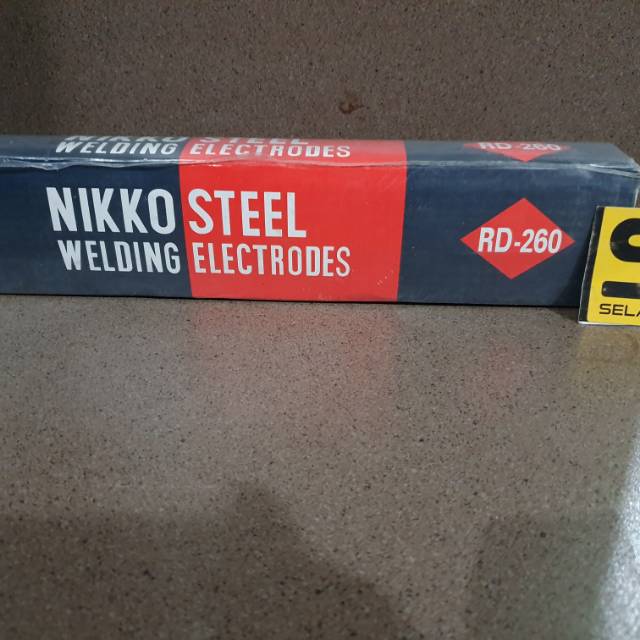 NIKKO STEEL
WELDING ELECTRODES
RD-260
NIKKO STEEL
WELDING ELECTRODES
RD-260
SELA